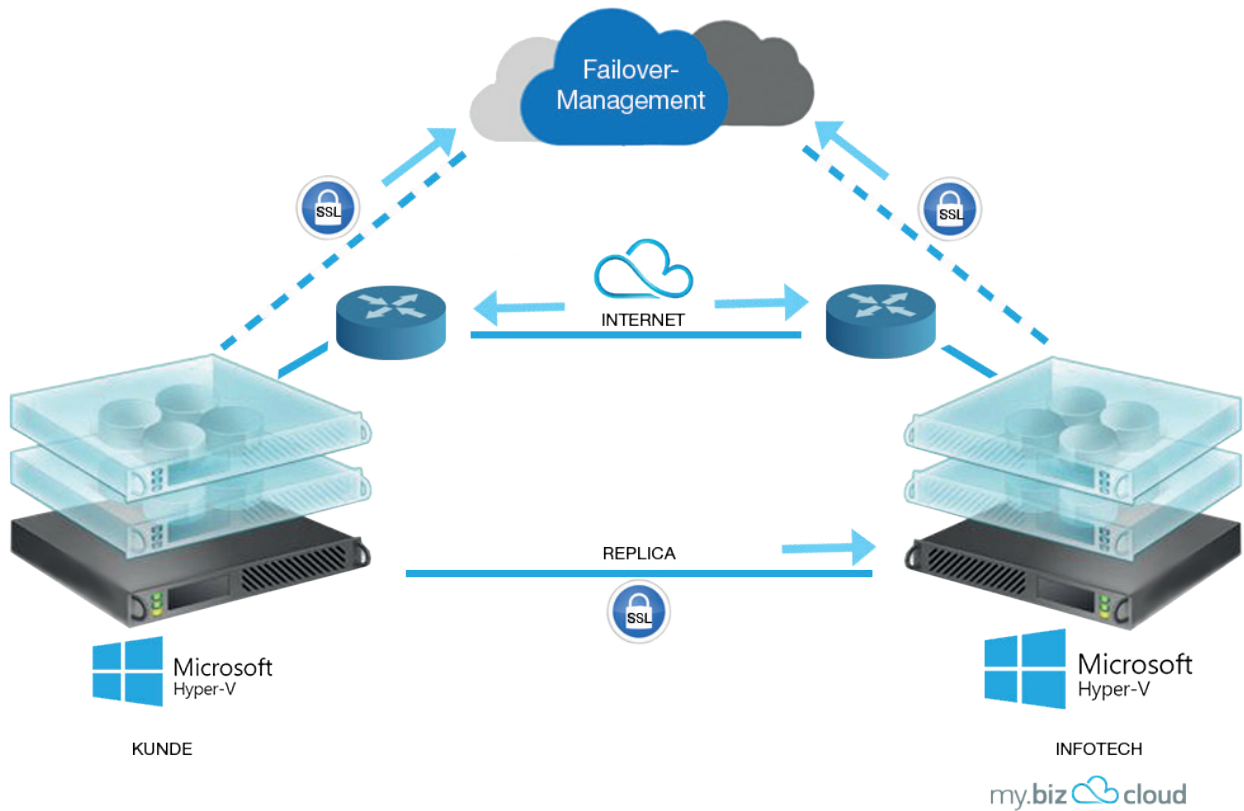 Failover-
Management
SSL
SSL
INTERNET
REPLICA
SSL
Microsoft
Hyper-V
Microsoft
Hyper-V
KUNDE
INFOTECH
my.biz cloud